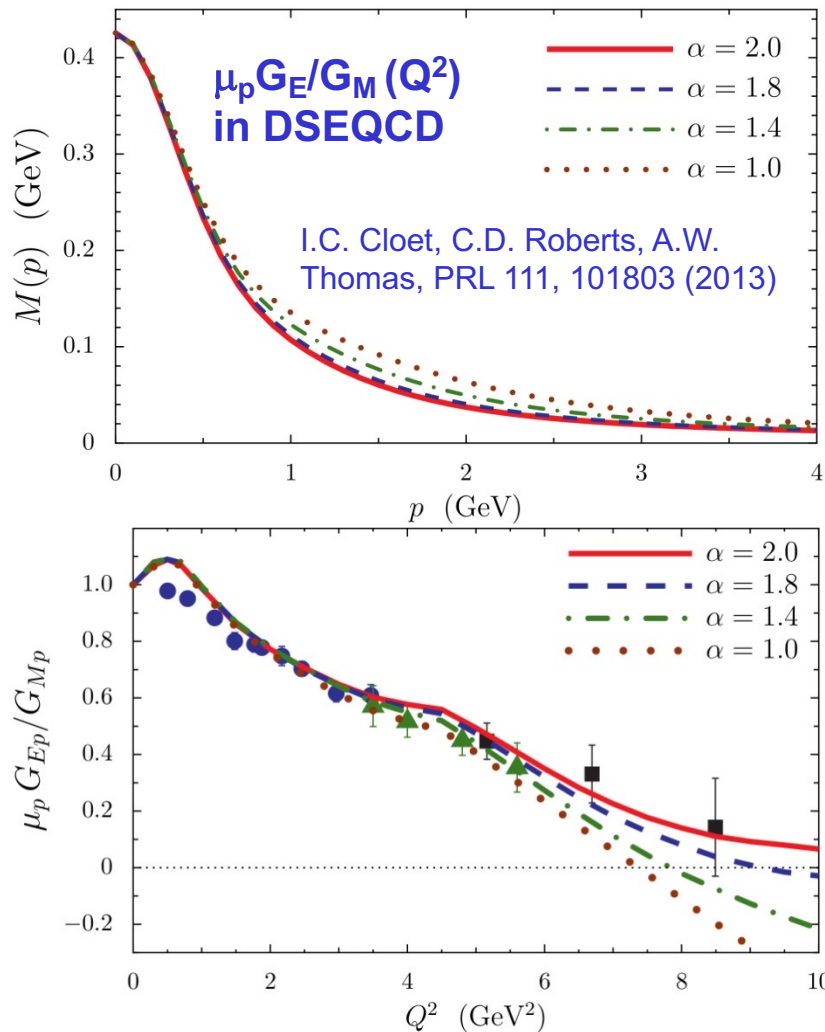 0.4
0.3
0.2
0.1
0
M(p) (GeV)
μpGE/GM (Q²)
in DSEQCD
α = 2.0
α = 1.8
α = 1.4
α = 1.0
I.C. Cloet, C.D. Roberts, A.W.
Thomas, PRL 111, 101803 (2013)
0 1 2 3 4
p (GeV)
1.0
0.8
0.6
0.4
0.2
0
−0.2
μp GEp/GMp
α = 2.0
α = 1.8
α = 1.4
α = 1.0
0 2 4 6 8 10
Q² (GeV²)